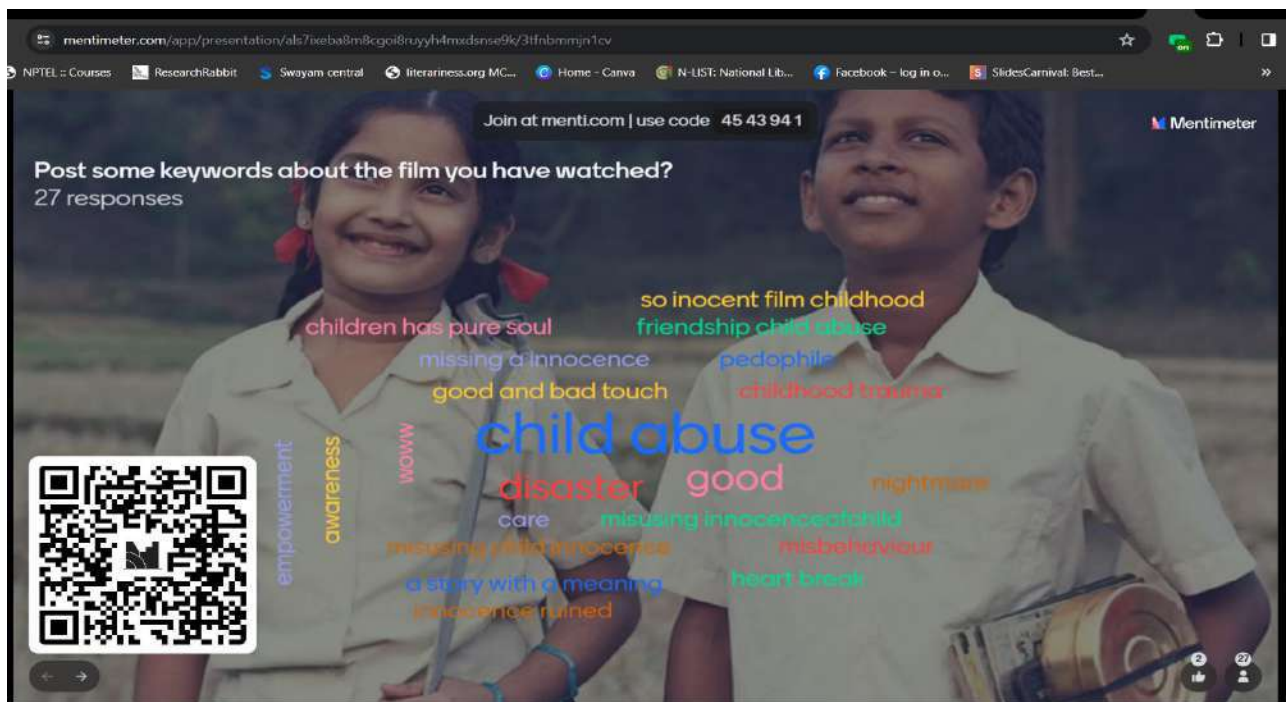 mentimeter.com/app/presentation/als7ixeba8m8cgoi8ruyyh4mxdsnse9k/3tfnbmmjn1cv
NPTEL :: Courses ResearchRabbit Swayam central literariness.org MC... Home - Canva N-LIST: National Lib... Facebook – log in o... SlidesCarnival: Best... »
Join at menti.com | use code 45 43 94 1
Mentimeter
Post some keywords about the film you have watched?
27 responses
so inocent film childhood
children has pure soul
friendship child abuse
missing a innocence
pedophile
good and bad touch
childhood trauma
child abuse
empowerment
awareness
woww
disaster
good
nightmare
care
misusing innocenceofchild
misusing child innocense
misbehaviour
a story with a meaning
heart break
innocence ruined
on
2
27